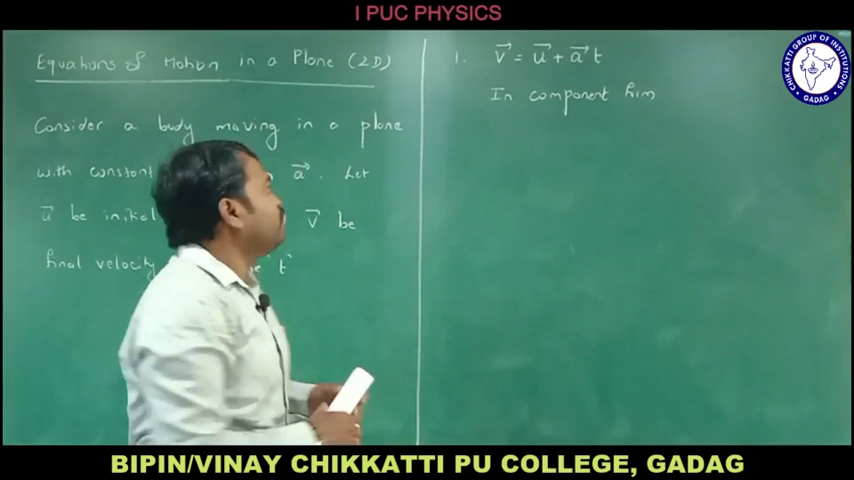 I PUC PHYSICS
Equations of Motion in a Plane (2D)
Consider a body moving in a plane
with constant a⃗. Let
u⃗ be initial v⃗ be
final velocity 't'
1. v⃗ = u⃗ + a⃗ t
In component form
CHIKKATTI GROUP OF INSTITUTIONS
GADAG
BIPIN/VINAY CHIKKATTI PU COLLEGE, GADAG